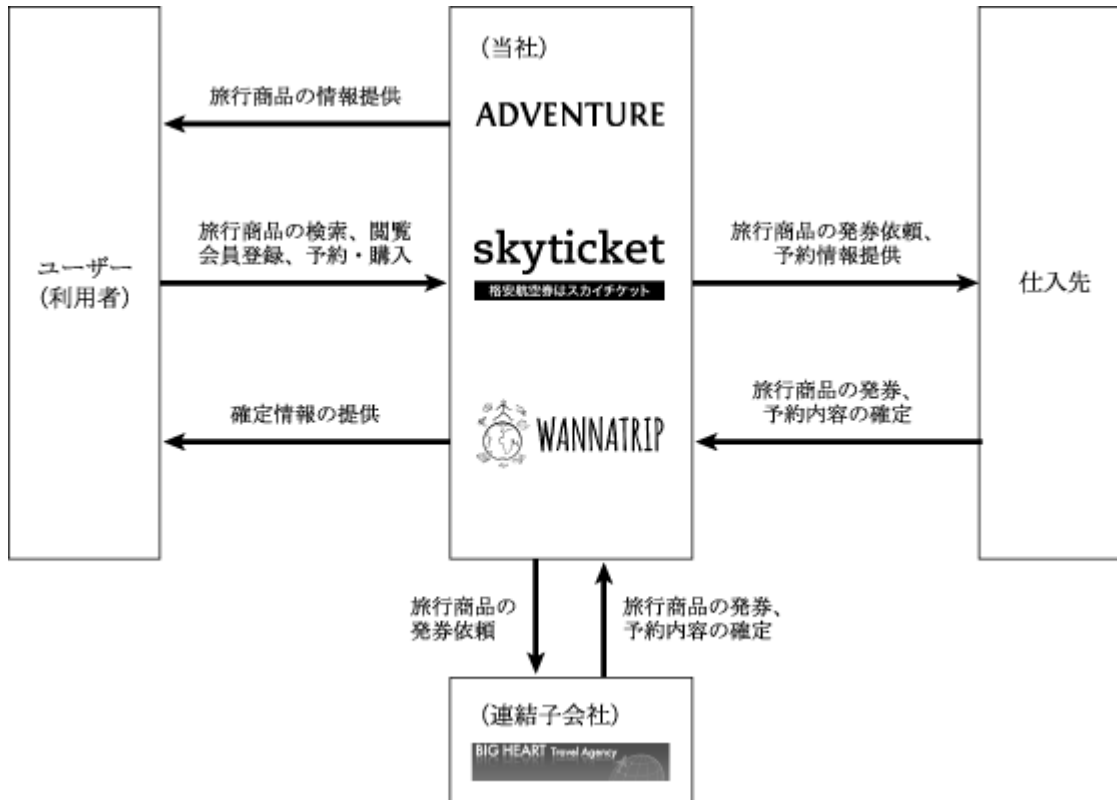 （当社）
ADVENTURE
旅行商品の情報提供
skyticket
格安航空券はスカイチケット
旅行商品の検索、閲覧
会員登録、予約・購入
旅行商品の発券依頼、
予約情報提供
ユーザー
（利用者）
仕入先
旅行商品の発券、
予約内容の確定
確定情報の提供
WANNATRIP
旅行商品の
発券依頼
旅行商品の発券、
予約内容の確定
（連結子会社）
BIG HEART Travel Agency